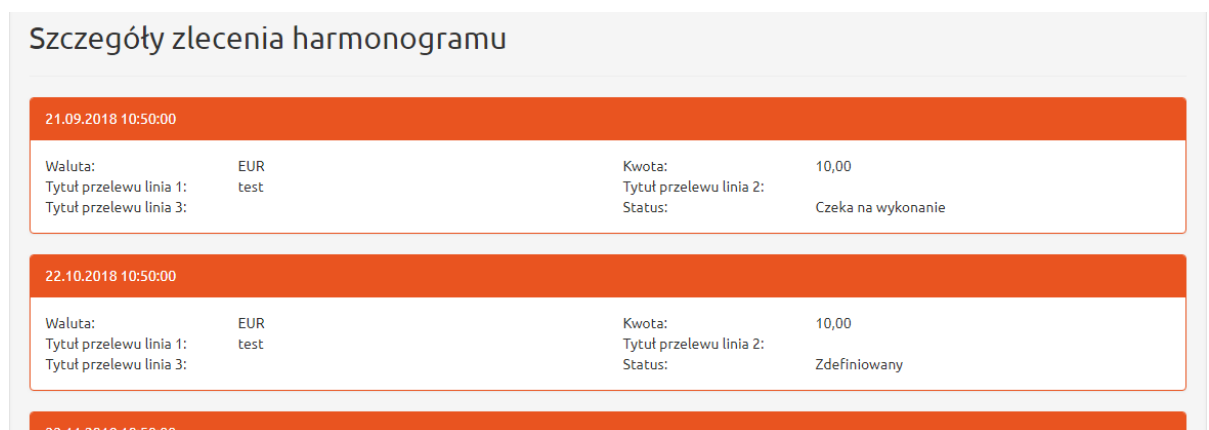 Szczegóły zlecenia harmonogramu
21.09.2018 10:50:00
Waluta: EUR Kwota: 10,00
Tytuł przelewu linia 1: test Tytuł przelewu linia 2:
Tytuł przelewu linia 3: Status: Czeka na wykonanie
22.10.2018 10:50:00
Waluta: EUR Kwota: 10,00
Tytuł przelewu linia 1: test Tytuł przelewu linia 2:
Tytuł przelewu linia 3: Status: Zdefiniowany